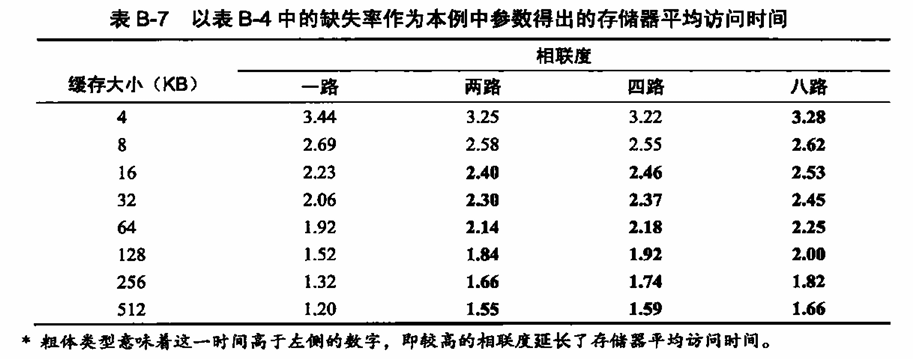 表 B-7 以表 B-4 中的缺失率作为本例中参数得出的存储器平均访问时间
相联度
缓存大小（KB） 一路 两路 四路 八路
4 3.44 3.25 3.22 3.28
8 2.69 2.58 2.55 2.62
16 2.23 2.40 2.46 2.53
32 2.06 2.30 2.37 2.45
64 1.92 2.14 2.18 2.25
128 1.52 1.84 1.92 2.00
256 1.32 1.66 1.74 1.82
512 1.20 1.55 1.59 1.66
* 粗体类型意味着这一时间高于左侧的数字，即较高的相联度延长了存储器平均访问时间。